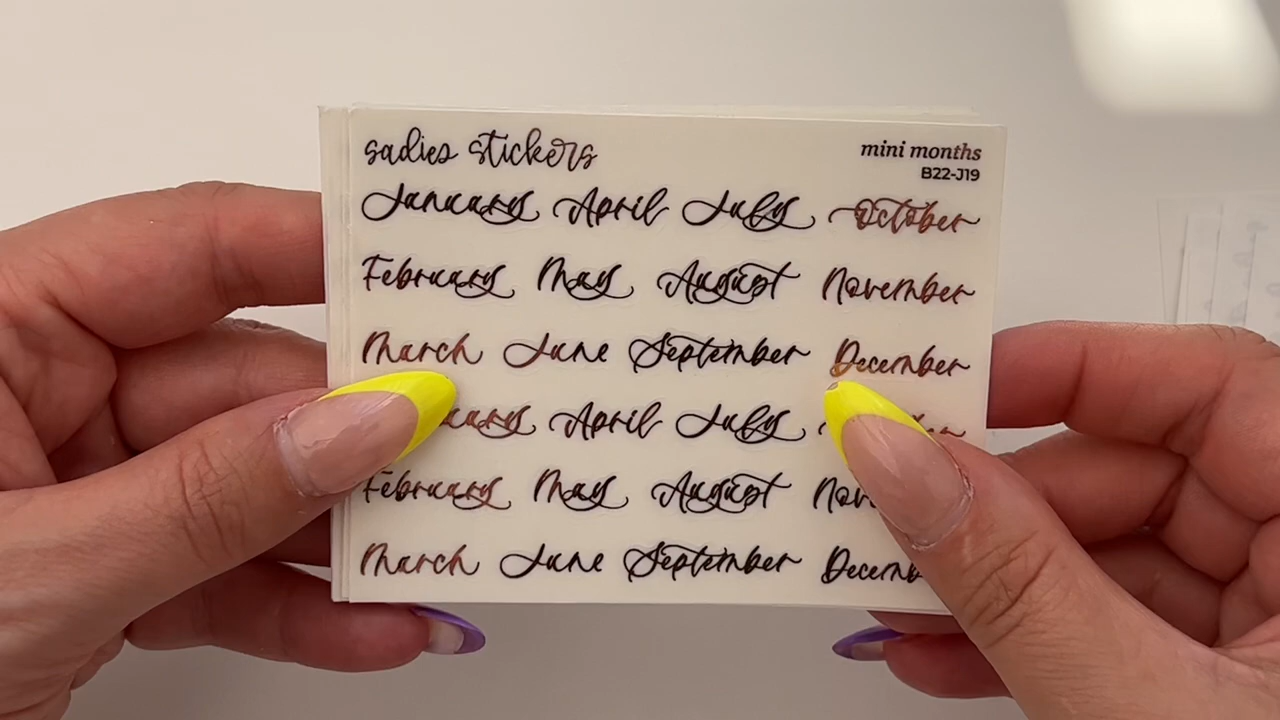 sadies stickers
mini months
B22-J19
January April July October
February May August November
March June September December
April July
February May August
March June September